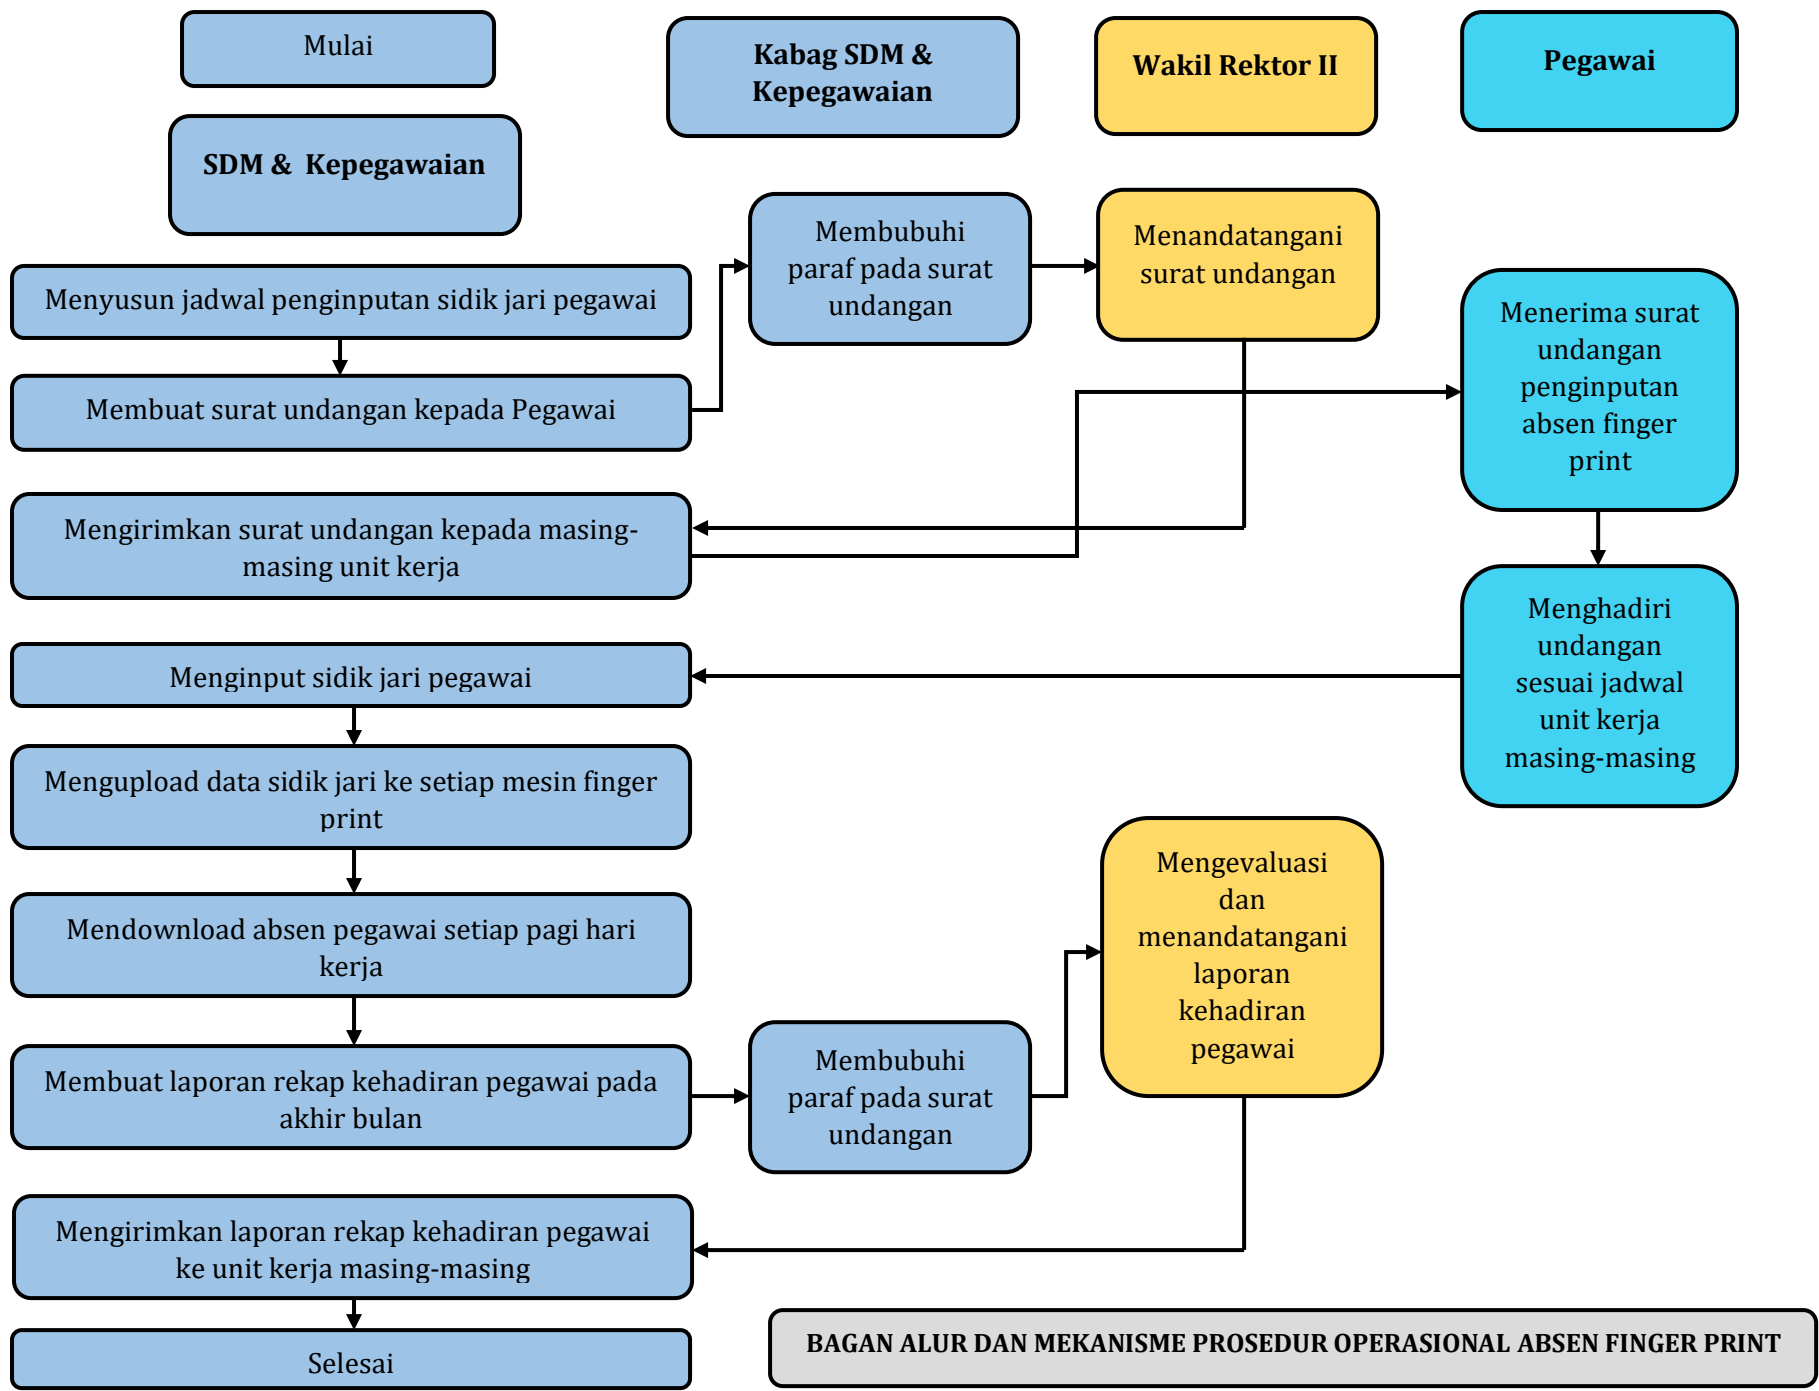 Mulai
Kabag SDM &
Kepegawaian
Wakil Rektor II
Pegawai
SDM &  Kepegawaian
Membubuhi
paraf pada surat
undangan
Menandatangani
surat undangan
Menyusun jadwal penginputan sidik jari pegawai
Membuat surat undangan kepada Pegawai
Menerima surat
undangan
penginputan
absen finger
print
Mengirimkan surat undangan kepada masing-
masing unit kerja
Menghadiri
undangan
sesuai jadwal
unit kerja
masing-masing
Menginput sidik jari pegawai
Mengupload data sidik jari ke setiap mesin finger
print
Mendownload absen pegawai setiap pagi hari
kerja
Mengevaluasi
dan
menandatangani
laporan
kehadiran
pegawai
Membuat laporan rekap kehadiran pegawai pada
akhir bulan
Membubuhi
paraf pada surat
undangan
Mengirimkan laporan rekap kehadiran pegawai
ke unit kerja masing-masing
Selesai
BAGAN ALUR DAN MEKANISME PROSEDUR OPERASIONAL ABSEN FINGER PRINT